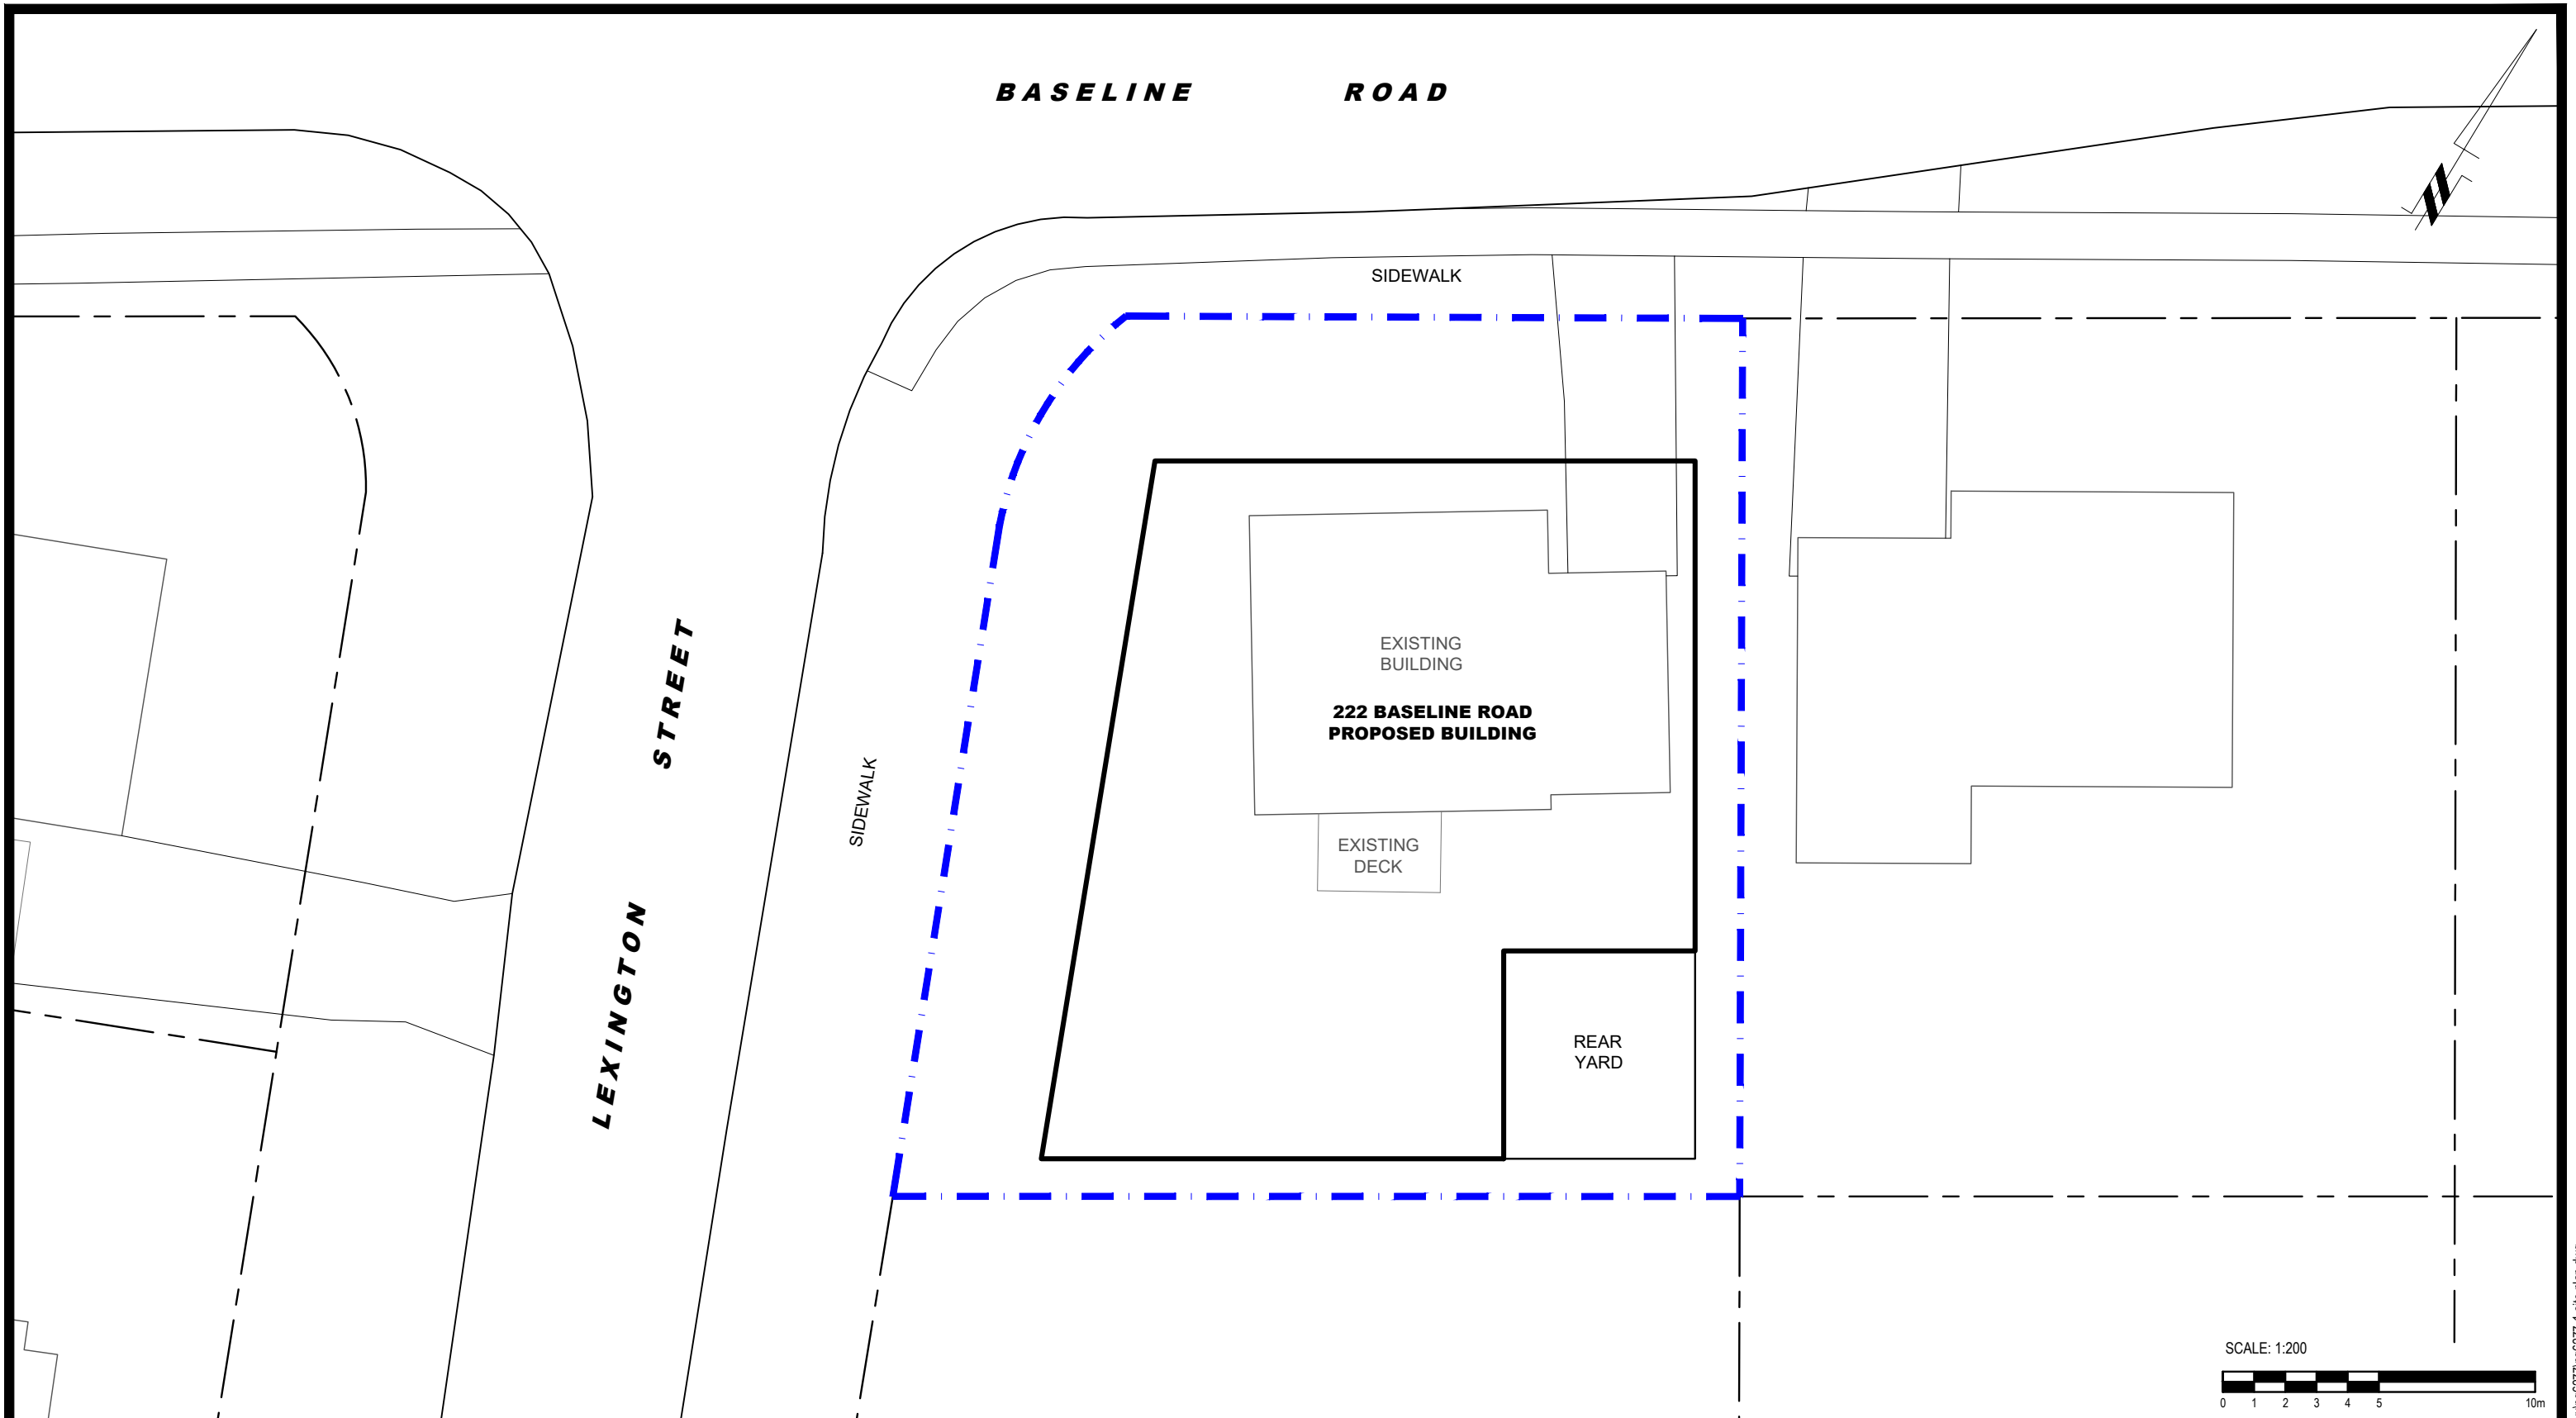 BASELINE ROAD
SIDEWALK
STREET
LEXINGTON
SIDEWALK
EXISTING
BUILDING
222 BASELINE ROAD
PROPOSED BUILDING
EXISTING
DECK
REAR
YARD
SCALE: 1:200
0 1 2 3 4 5 10m